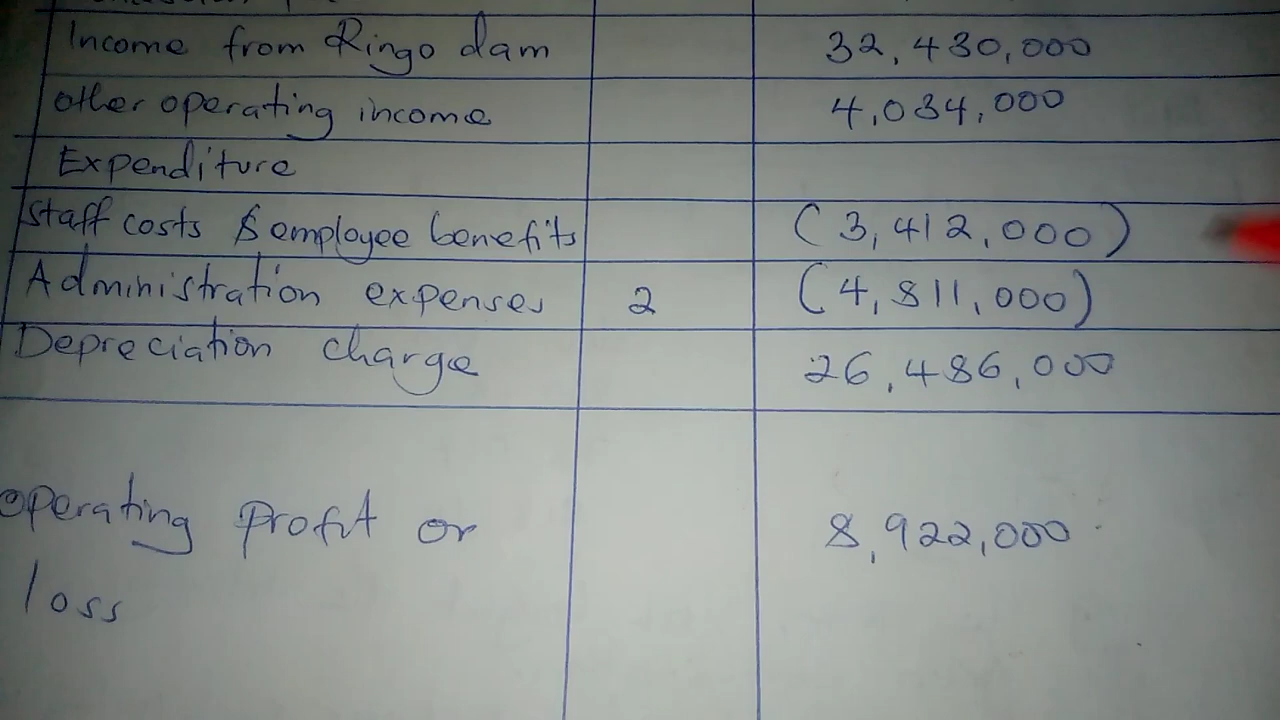 Income from Ringo dam 32,430,000
other operating income 4,034,000
Expenditure
Staff costs & employee benefits (3,412,000)
Administration expenses 2 (4,811,000)
Depreciation charge 26,486,000
operating Profit or 8,922,000
loss